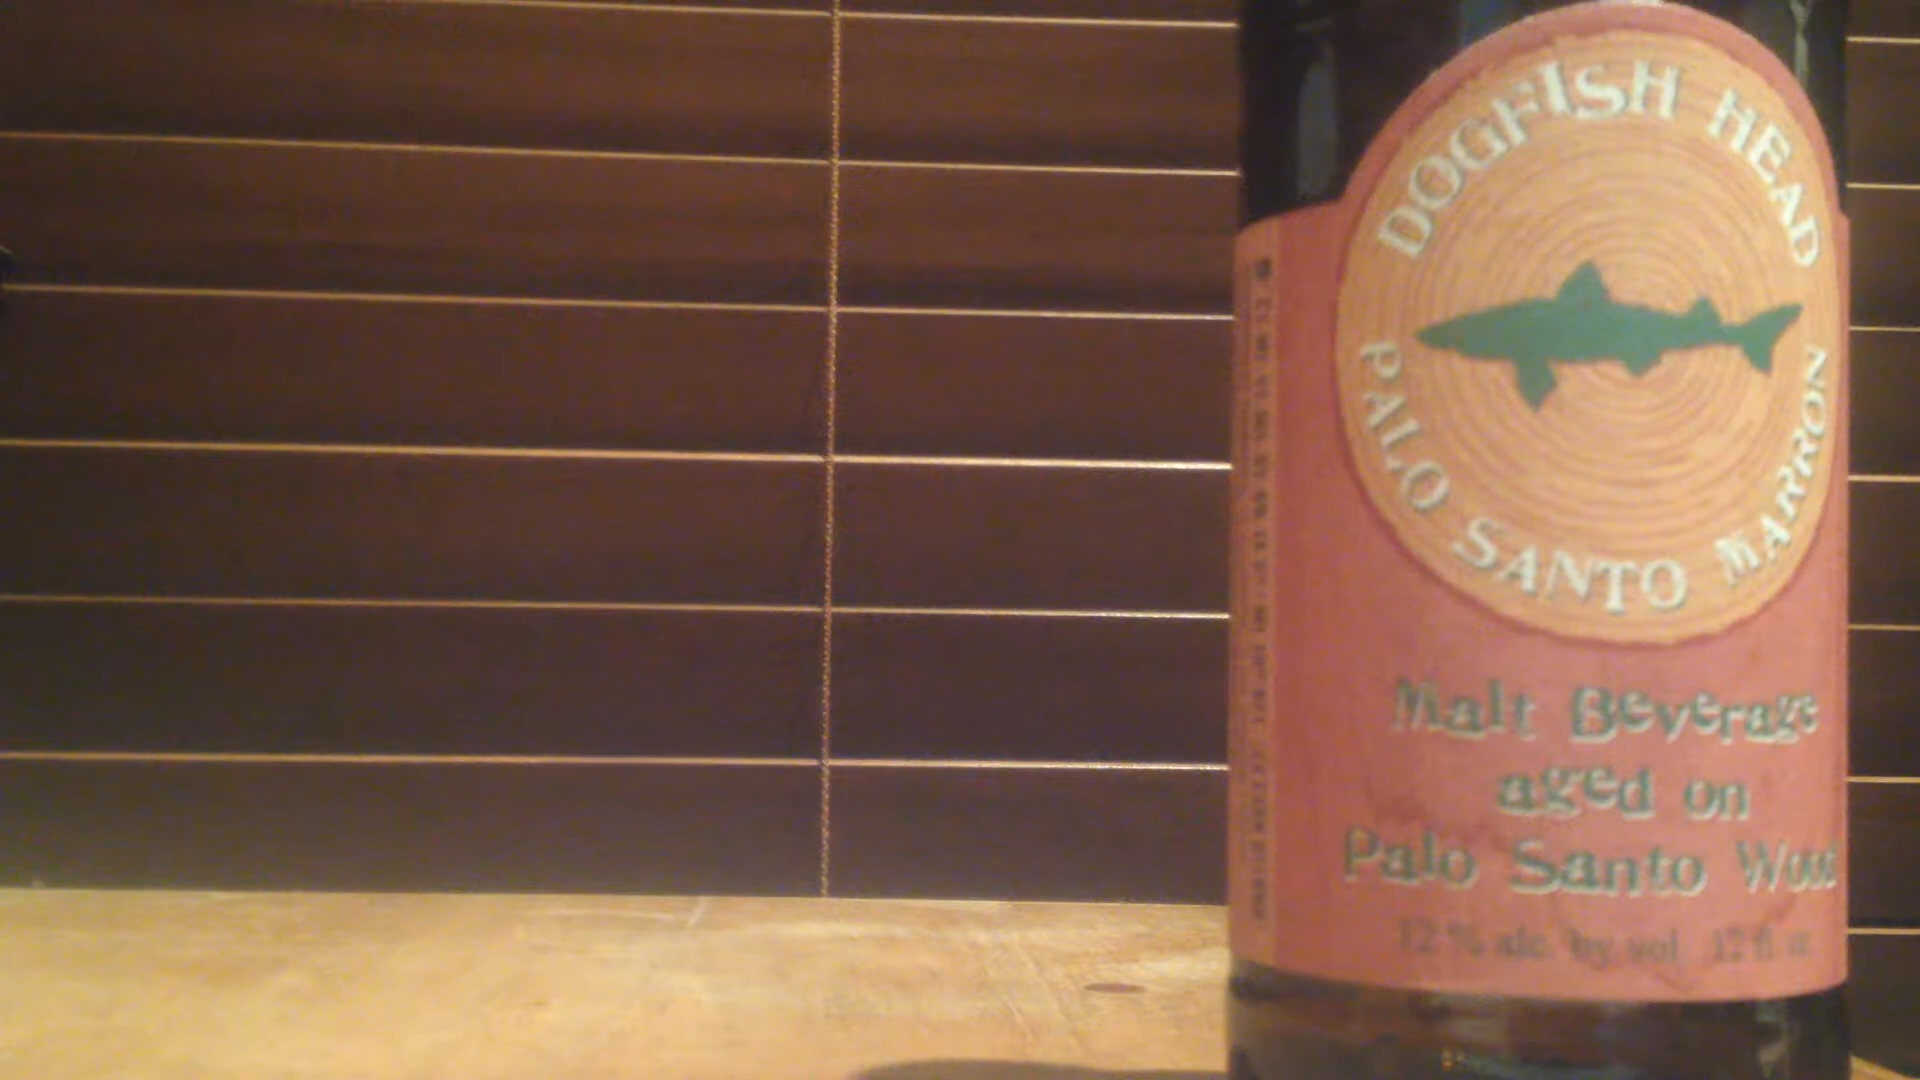 DOGFISH HEAD
PALO SANTO MARRON
Malt Beverage
aged on
Palo Santo Wood
12% alc. by vol 12 fl oz.